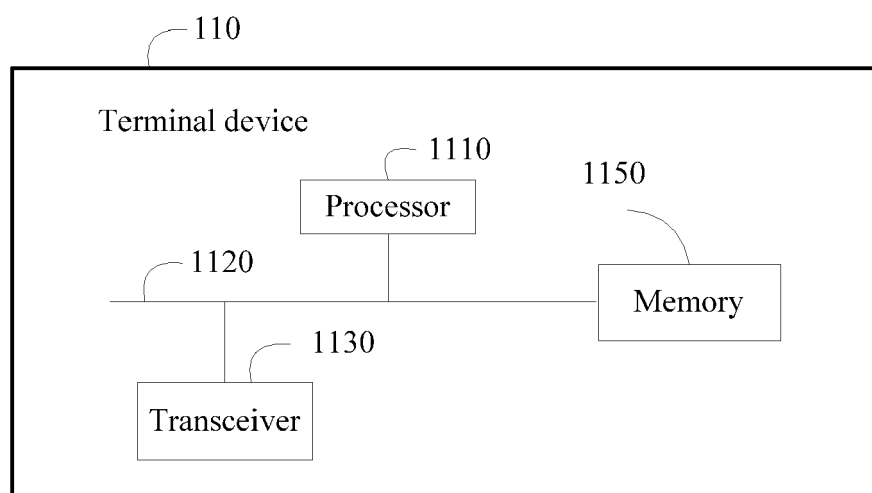 110
Terminal device
1110
1150
Processor
1120
Memory
1130
Transceiver